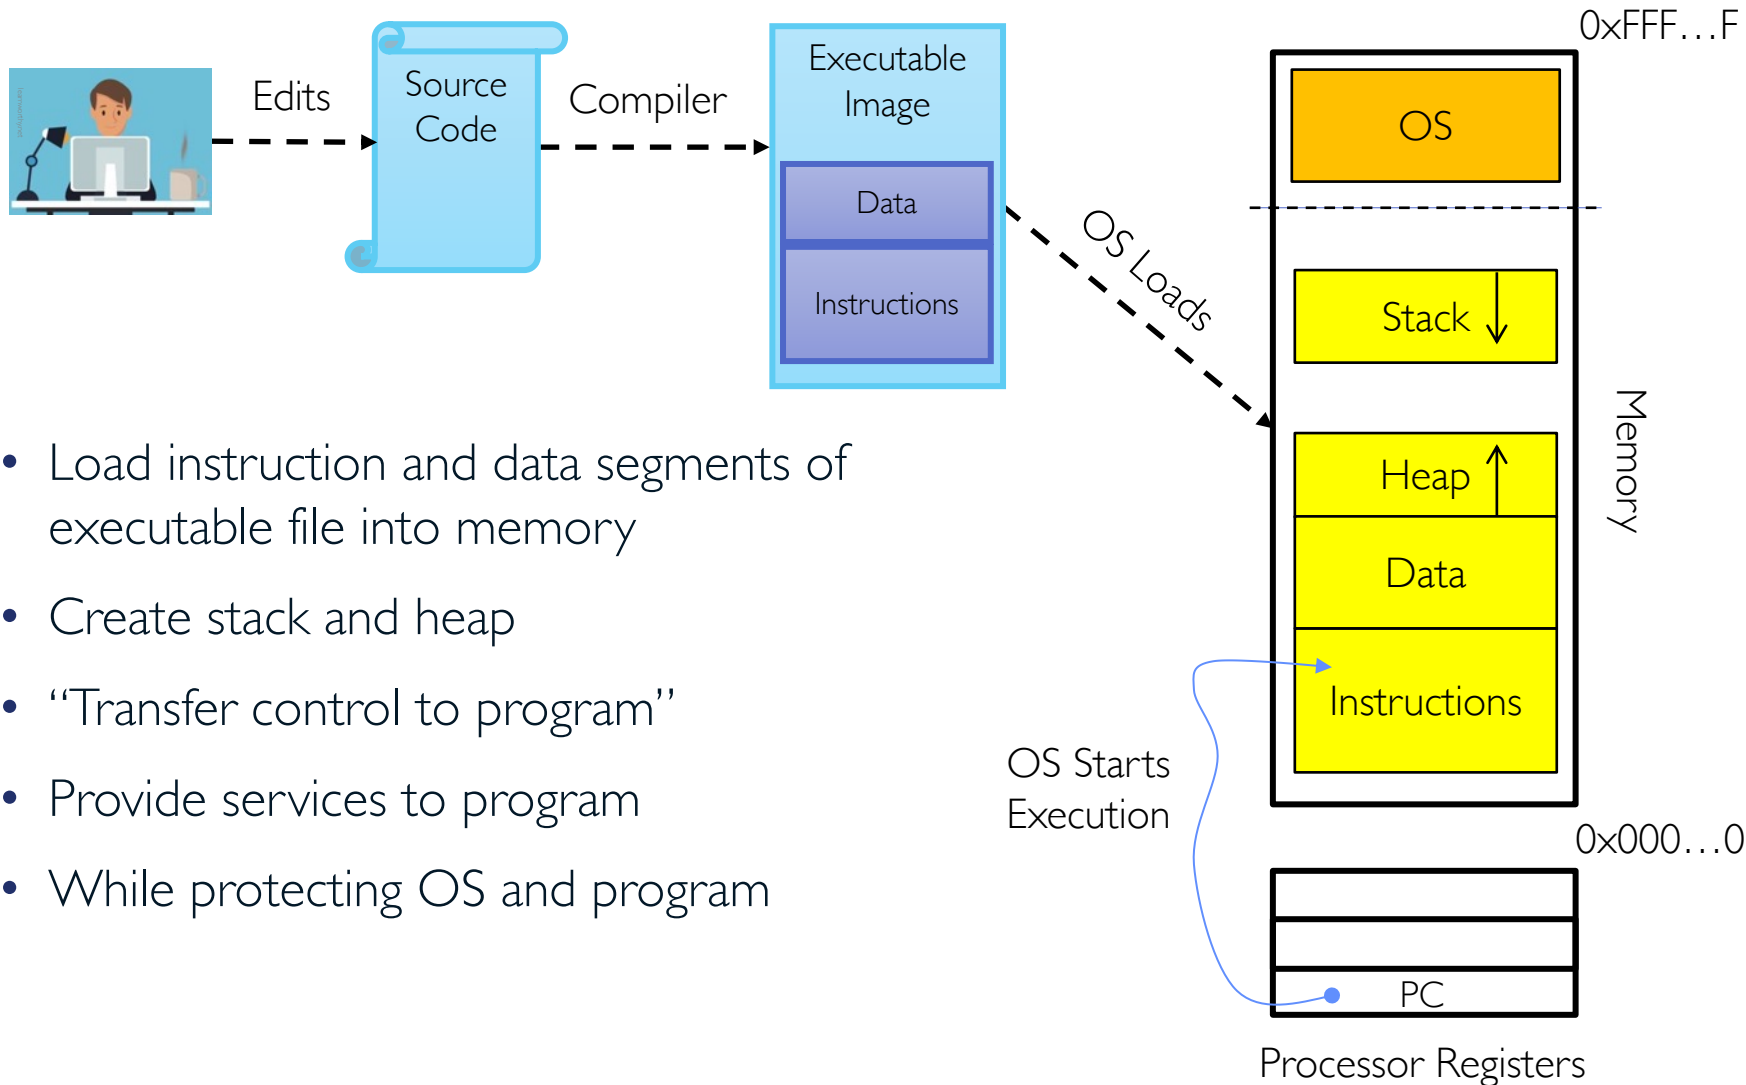 0xFFF…F
Edits
Source
Code
Compiler
Executable
Image
Data
Instructions
OS Loads
OS
Stack
Heap
Data
Instructions
Memory
• Load instruction and data segments of
executable file into memory
• Create stack and heap
• “Transfer control to program”
• Provide services to program
• While protecting OS and program
OS Starts
Execution
0x000…0
PC
Processor Registers